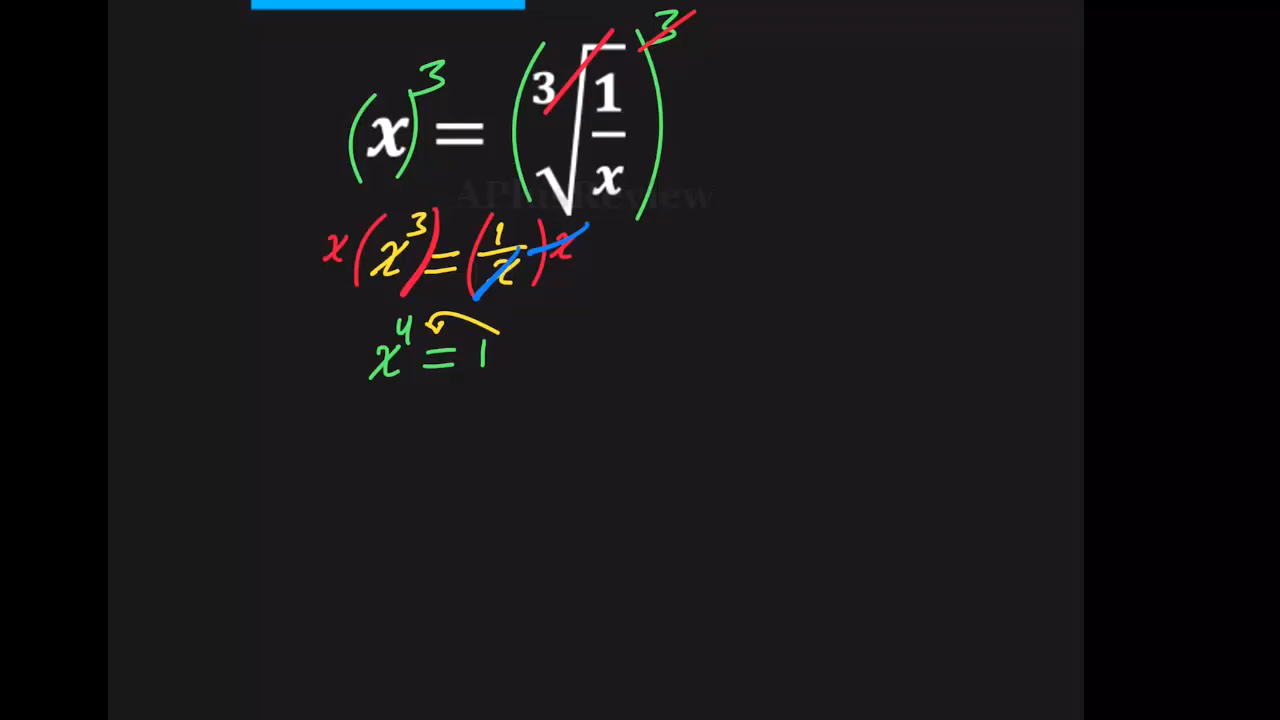 (x)³ = (∛(1/x))³
x(x³) = (1/x)x
x⁴ = 1